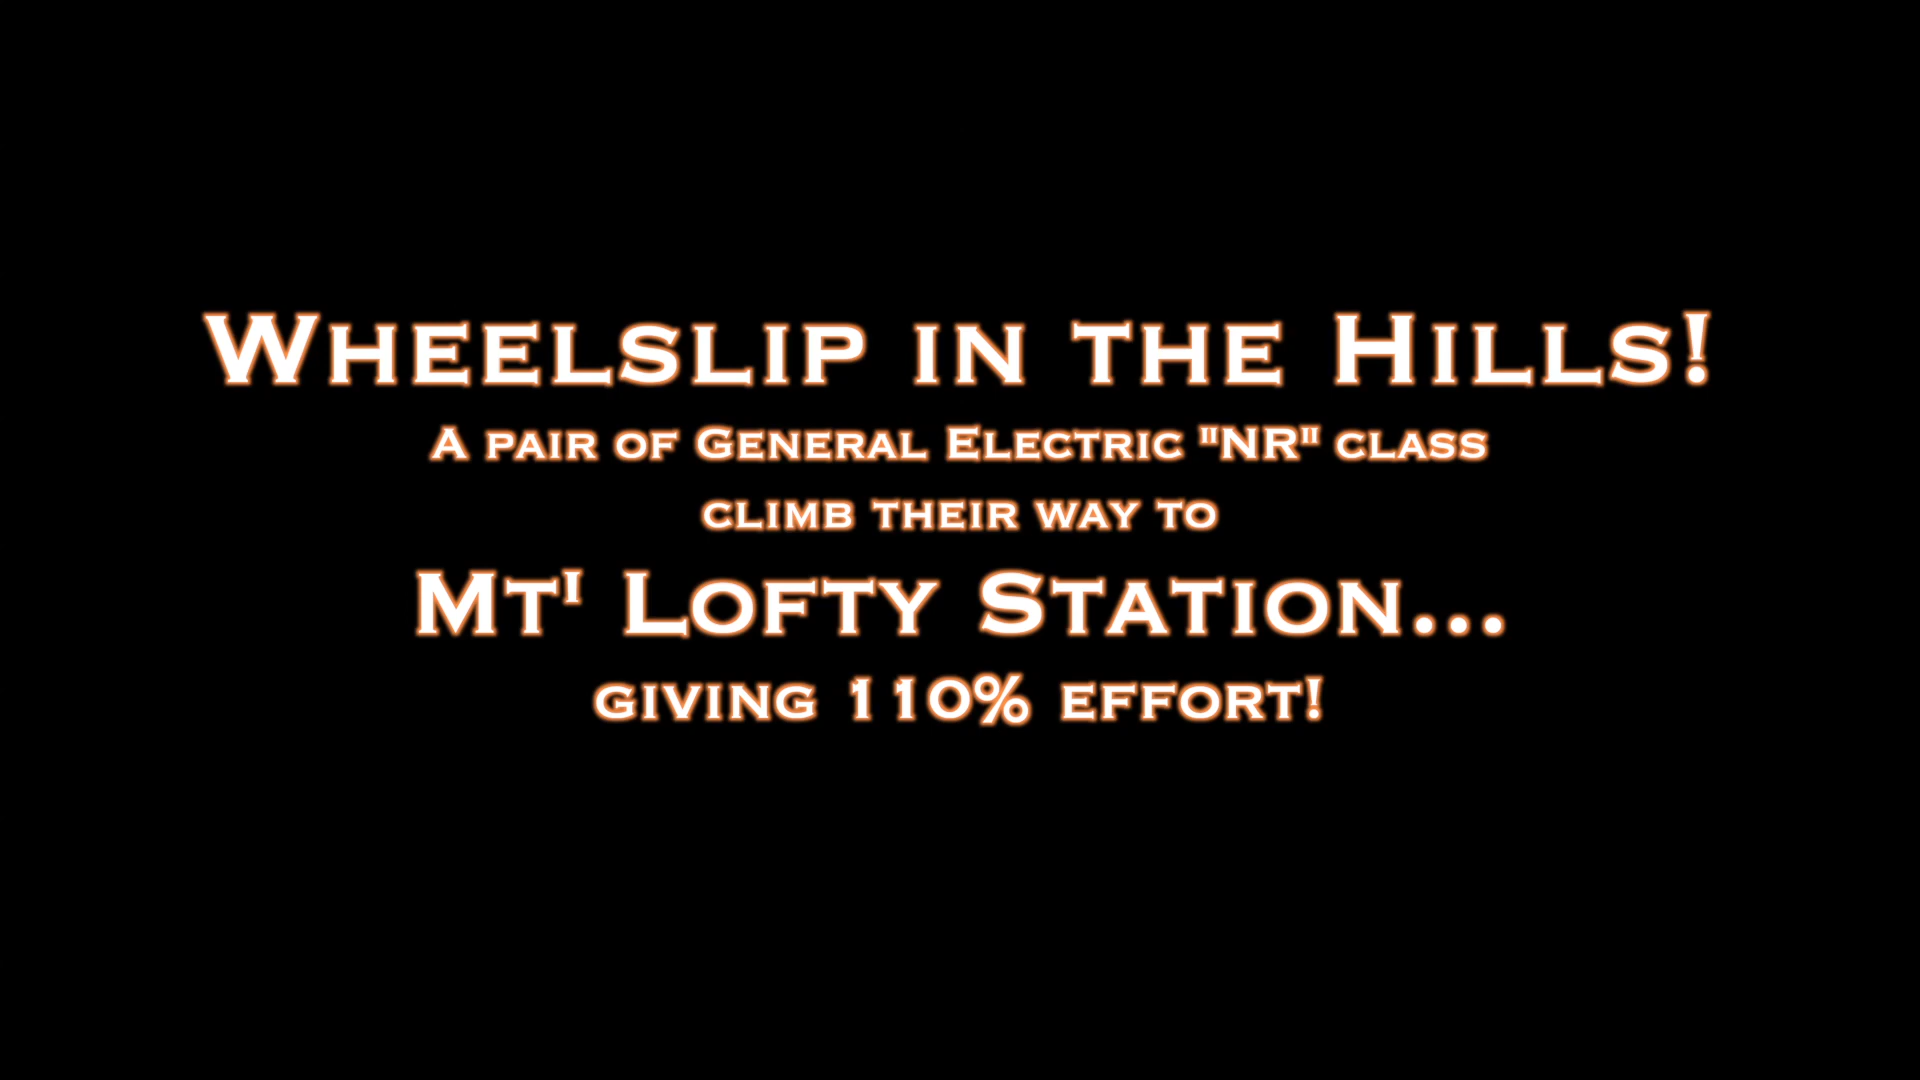 Wheelslip in the Hills!
A pair of General Electric "NR" class
climb their way to
Mt' Lofty Station...
giving 110% effort!